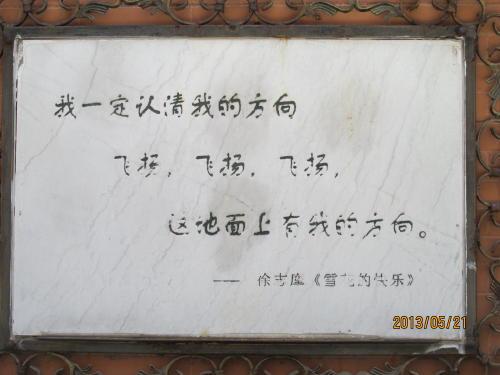 我一定认清我的方向
飞扬，飞扬，飞扬，
这池面上有我的方向。
—— 徐志摩《雪花的快乐》
2013/05/21